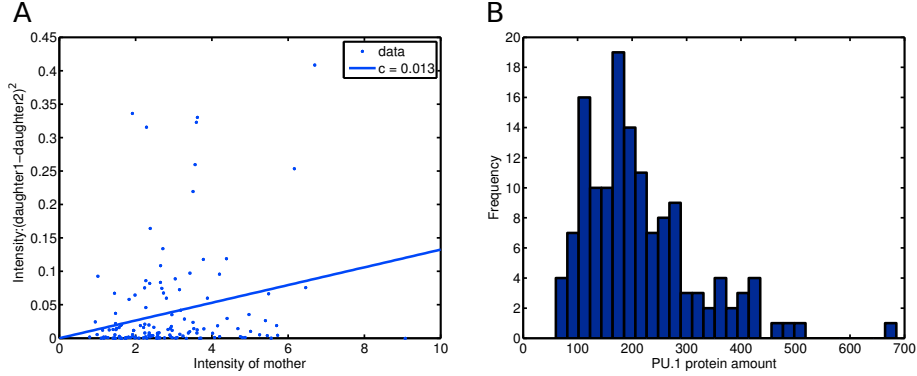 A
Intensity:(daughter1−daughter2)²
0.45
0.4
0.35
0.3
0.25
0.2
0.15
0.1
0.05
0
0 2 4 6 8 10
Intensity of mother
data
c = 0.013
B
Frequency
20
18
16
14
12
10
8
6
4
2
0
0 100 200 300 400 500 600 700
PU.1 protein amount